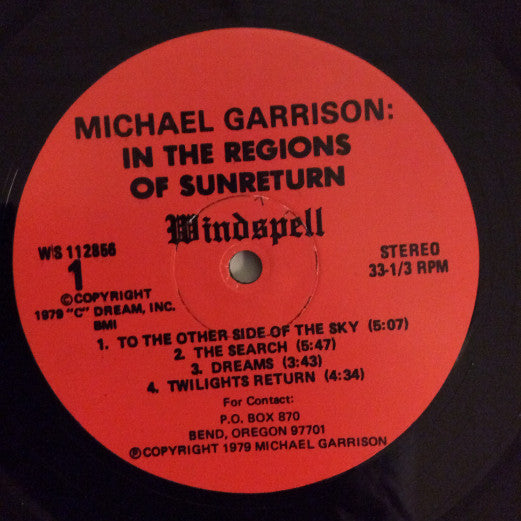 MICHAEL GARRISON:
IN THE REGIONS
OF SUNRETURN
Windspell
WS 112856
1
STEREO
33-1/3 RPM
©COPYRIGHT
1979 "C" DREAM, INC.
BMI
1. TO THE OTHER SIDE OF THE SKY (5:07)
2. THE SEARCH (5:47)
3. DREAMS (3:43)
4. TWILIGHTS RETURN (4:34)
For Contact:
P.O. BOX 870
BEND, OREGON 97701
℗COPYRIGHT 1979 MICHAEL GARRISON